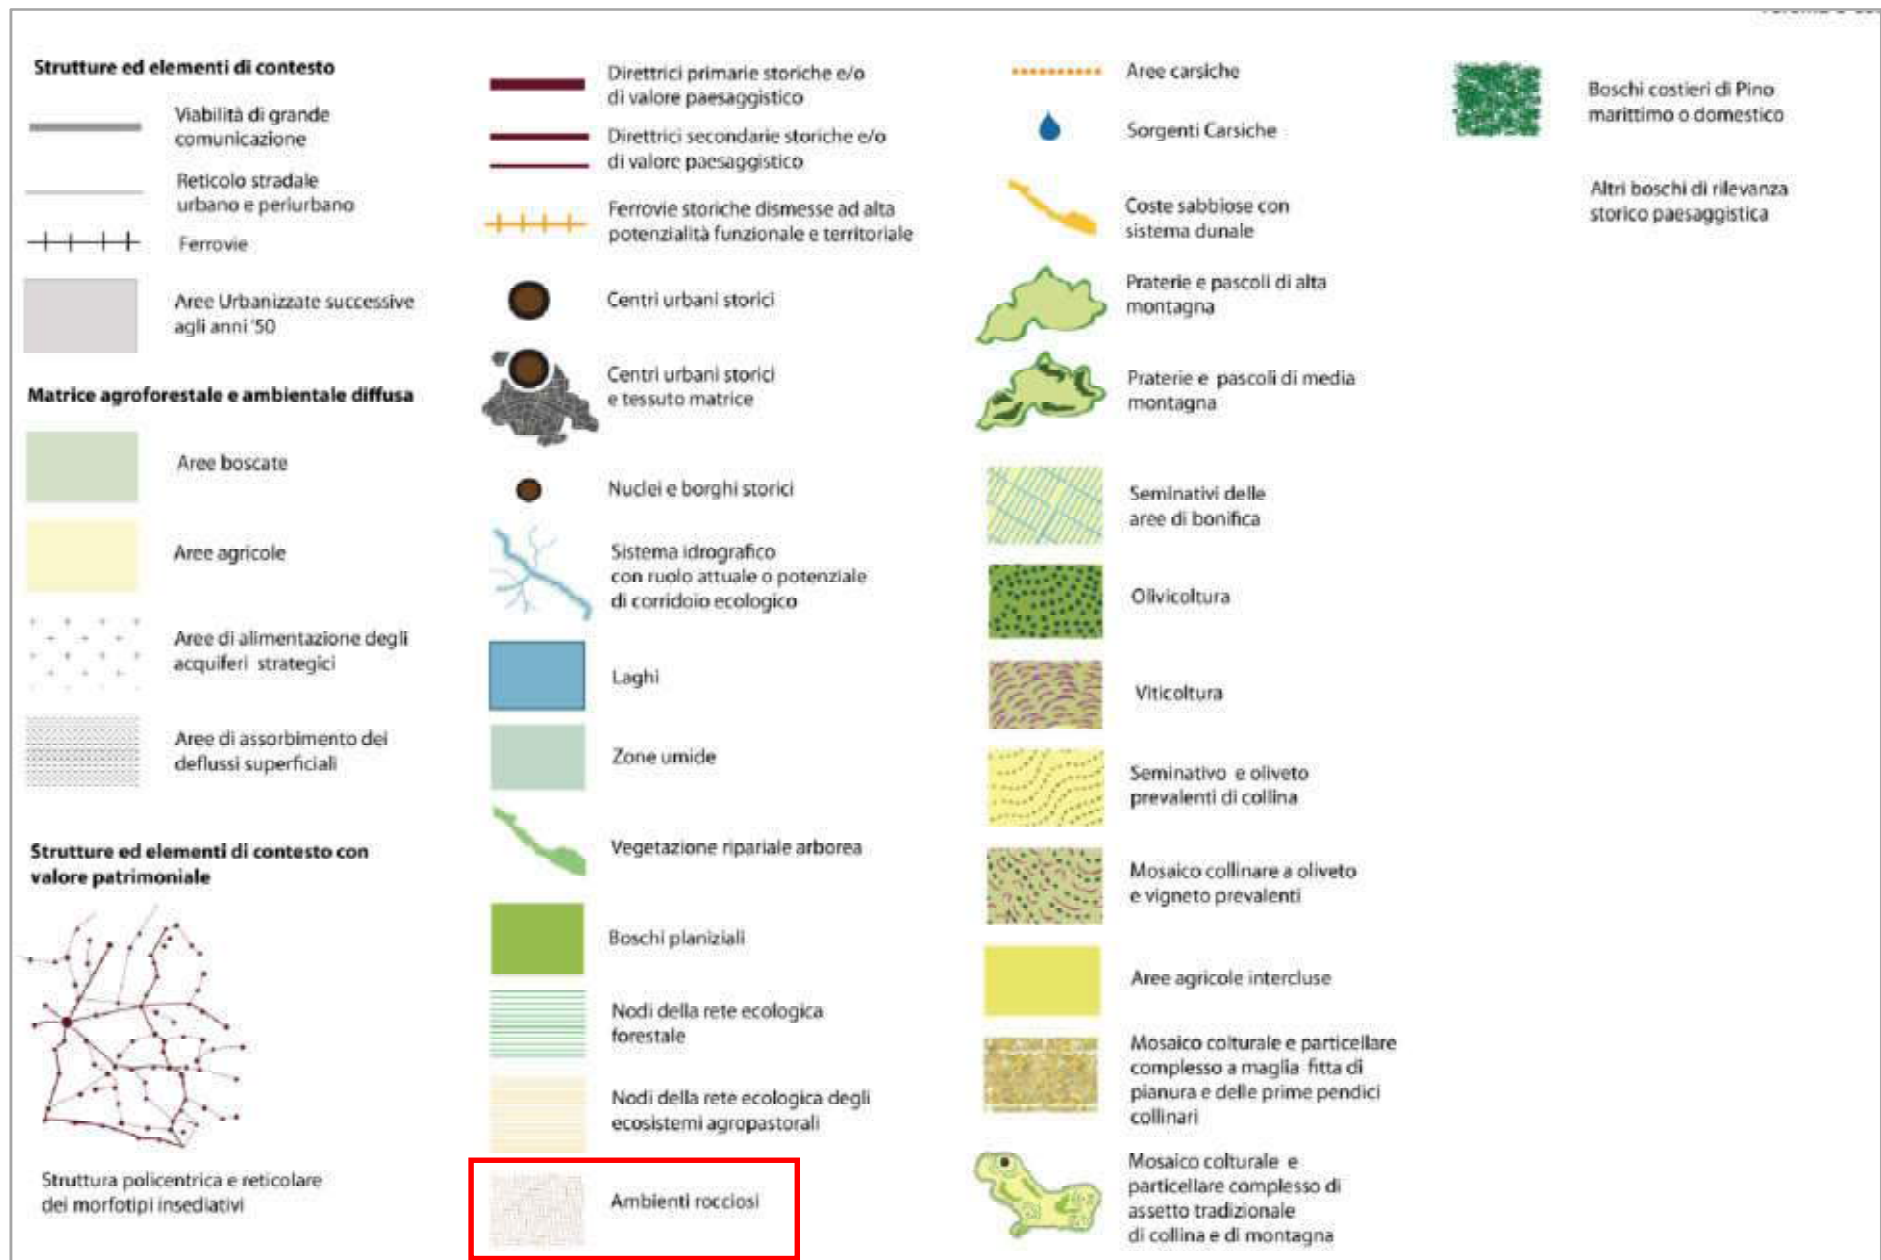 Strutture ed elementi di contesto
Viabilità di grande
comunicazione
Reticolo stradale
urbano e periurbano
Ferrovie
Aree Urbanizzate successive
agli anni '50
Matrice agroforestale e ambientale diffusa
Aree boscate
Aree agricole
Aree di alimentazione degli
acquiferi strategici
Aree di assorbimento dei
deflussi superficiali
Strutture ed elementi di contesto con
valore patrimoniale
Struttura policentrica e reticolare
dei morfotipi insediativi
Direttrici primarie storiche e/o
di valore paesaggistico
Direttrici secondarie storiche e/o
di valore paesaggistico
Ferrovie storiche dismesse ad alta
potenzialità funzionale e territoriale
Centri urbani storici
Centri urbani storici
e tessuto matrice
Nuclei e borghi storici
Sistema idrografico
con ruolo attuale o potenziale
di corridoio ecologico
Laghi
Zone umide
Vegetazione ripariale arborea
Boschi planiziali
Nodi della rete ecologica
forestale
Nodi della rete ecologica degli
ecosistemi agropastorali
Ambienti rocciosi
Aree carsiche
Sorgenti Carsiche
Coste sabbiose con
sistema dunale
Praterie e pascoli di alta
montagna
Praterie e pascoli di media
montagna
Seminativi delle
aree di bonifica
Olivicoltura
Viticoltura
Seminativo e oliveto
prevalenti di collina
Mosaico collinare a oliveto
e vigneto prevalenti
Aree agricole intercluse
Mosaico colturale e particellare
complesso a maglia fitta di
pianura e delle prime pendici
collinari
Mosaico colturale e
particellare complesso di
assetto tradizionale
di collina e di montagna
Boschi costieri di Pino
marittimo o domestico
Altri boschi di rilevanza
storico paesaggistica